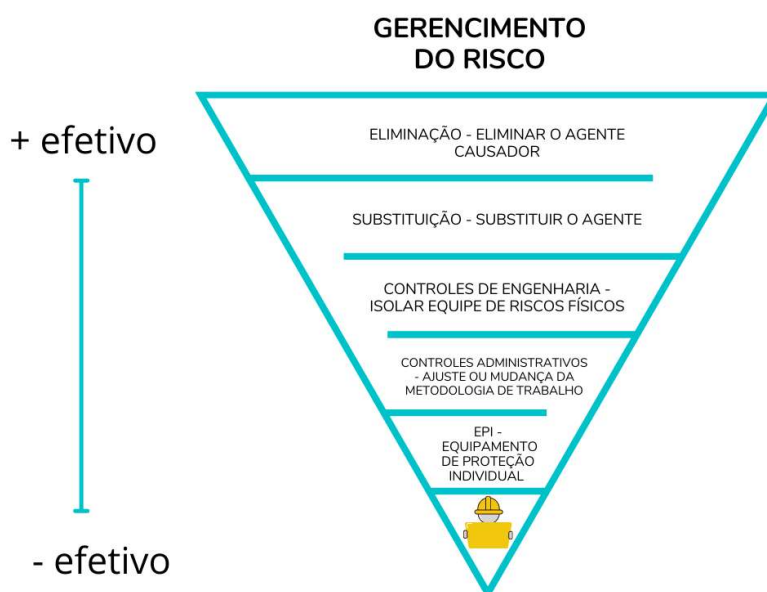 GERENCIMENTO
DO RISCO
+ efetivo
ELIMINAÇÃO - ELIMINAR O AGENTE
CAUSADOR
SUBSTITUIÇÃO - SUBSTITUIR O AGENTE
CONTROLES DE ENGENHARIA -
ISOLAR EQUIPE DE RISCOS FÍSICOS
CONTROLES ADMINISTRATIVOS
- AJUSTE OU MUDANÇA DA
METODOLOGIA DE TRABALHO
EPI -
EQUIPAMENTO
DE PROTEÇÃO
INDIVIDUAL
- efetivo